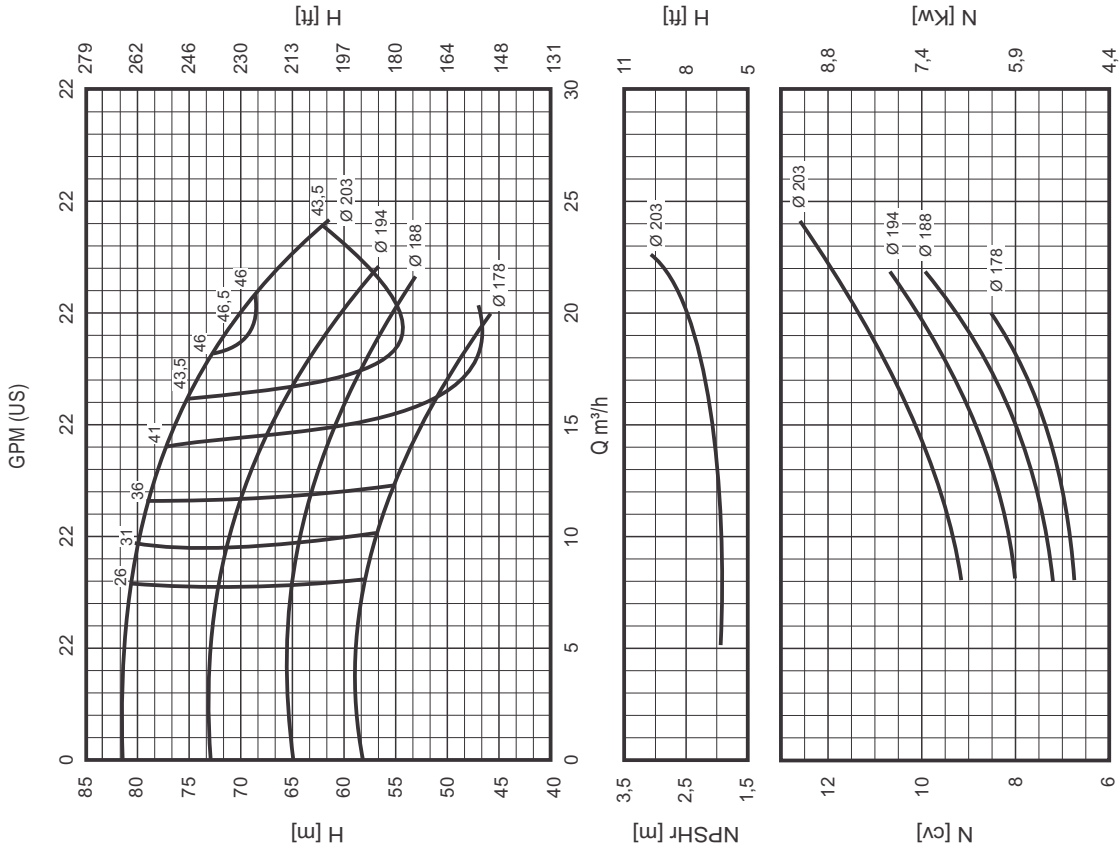 GPM (US)
0 22 22 22 22 22 22
H [m]
85
80
75
70
65
60
55
50
45
40
H [ft]
279
262
246
230
213
197
180
164
148
131
26
31
36
41
43,5
46
46,5
46
43,5
Ø 203
Ø 194
Ø 188
Ø 178
0 5 10 15 20 25 30
Q m³/h
NPSHr [m]
3,5
2,5
1,5
H [ft]
11
8
5
Ø 203
N [cv]
12
10
8
6
N [Kw]
8,8
7,4
5,9
4,4
Ø 203
Ø 194
Ø 188
Ø 178